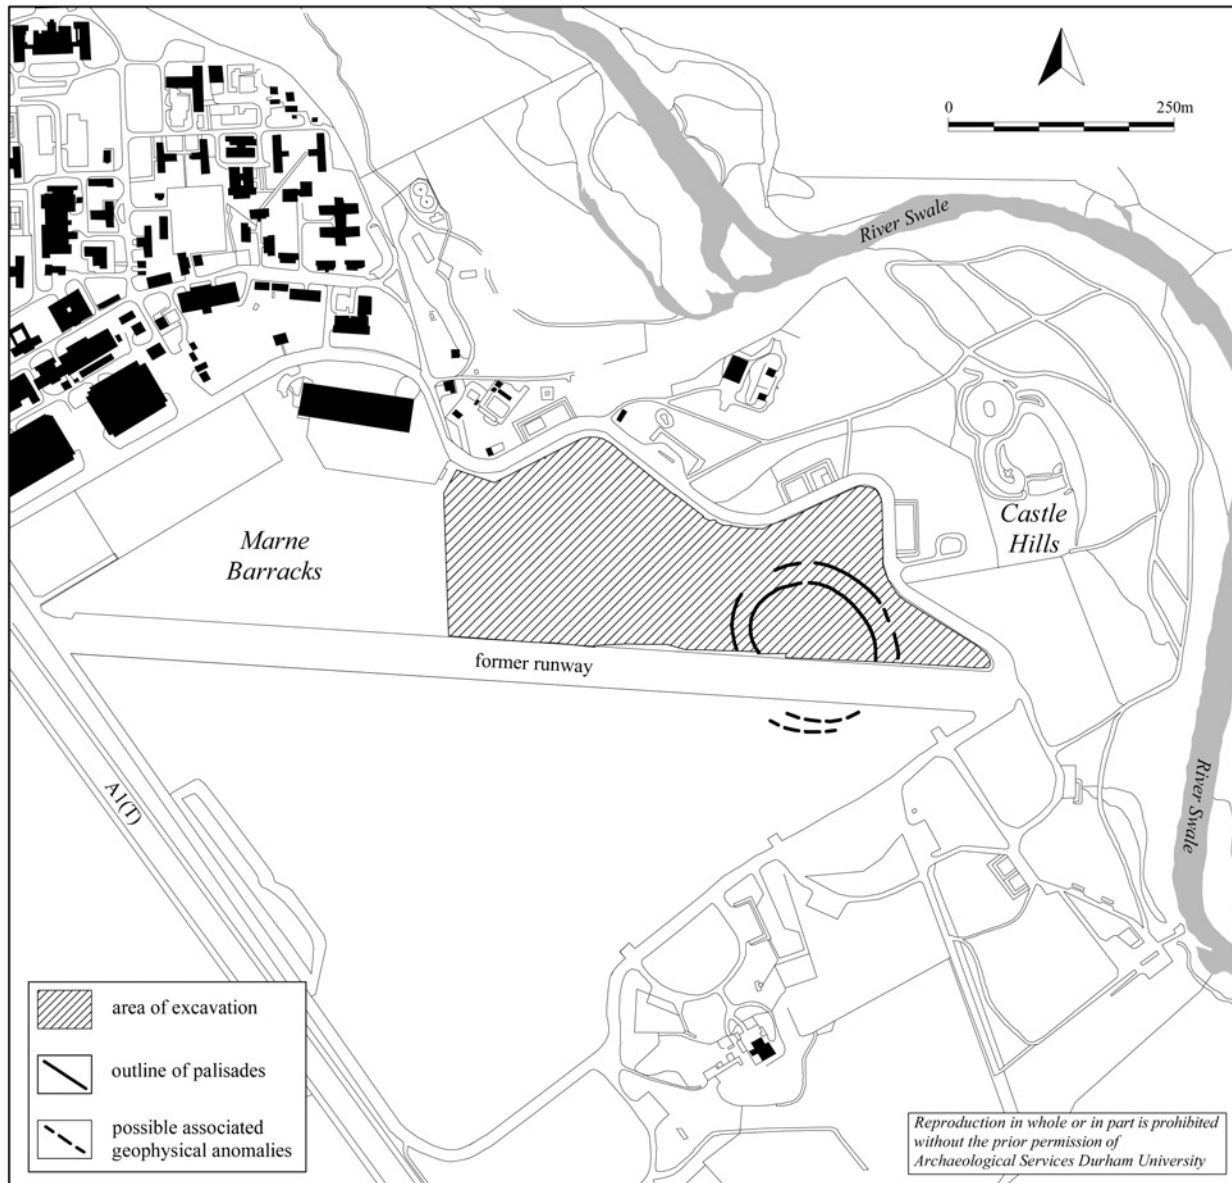 0 250m
River Swale
Castle
Hills
Marne
Barracks
former runway
A1(T)
River Swale
area of excavation
outline of palisades
possible associated
geophysical anomalies
Reproduction in whole or in part is prohibited
without the prior permission of
Archaeological Services Durham University